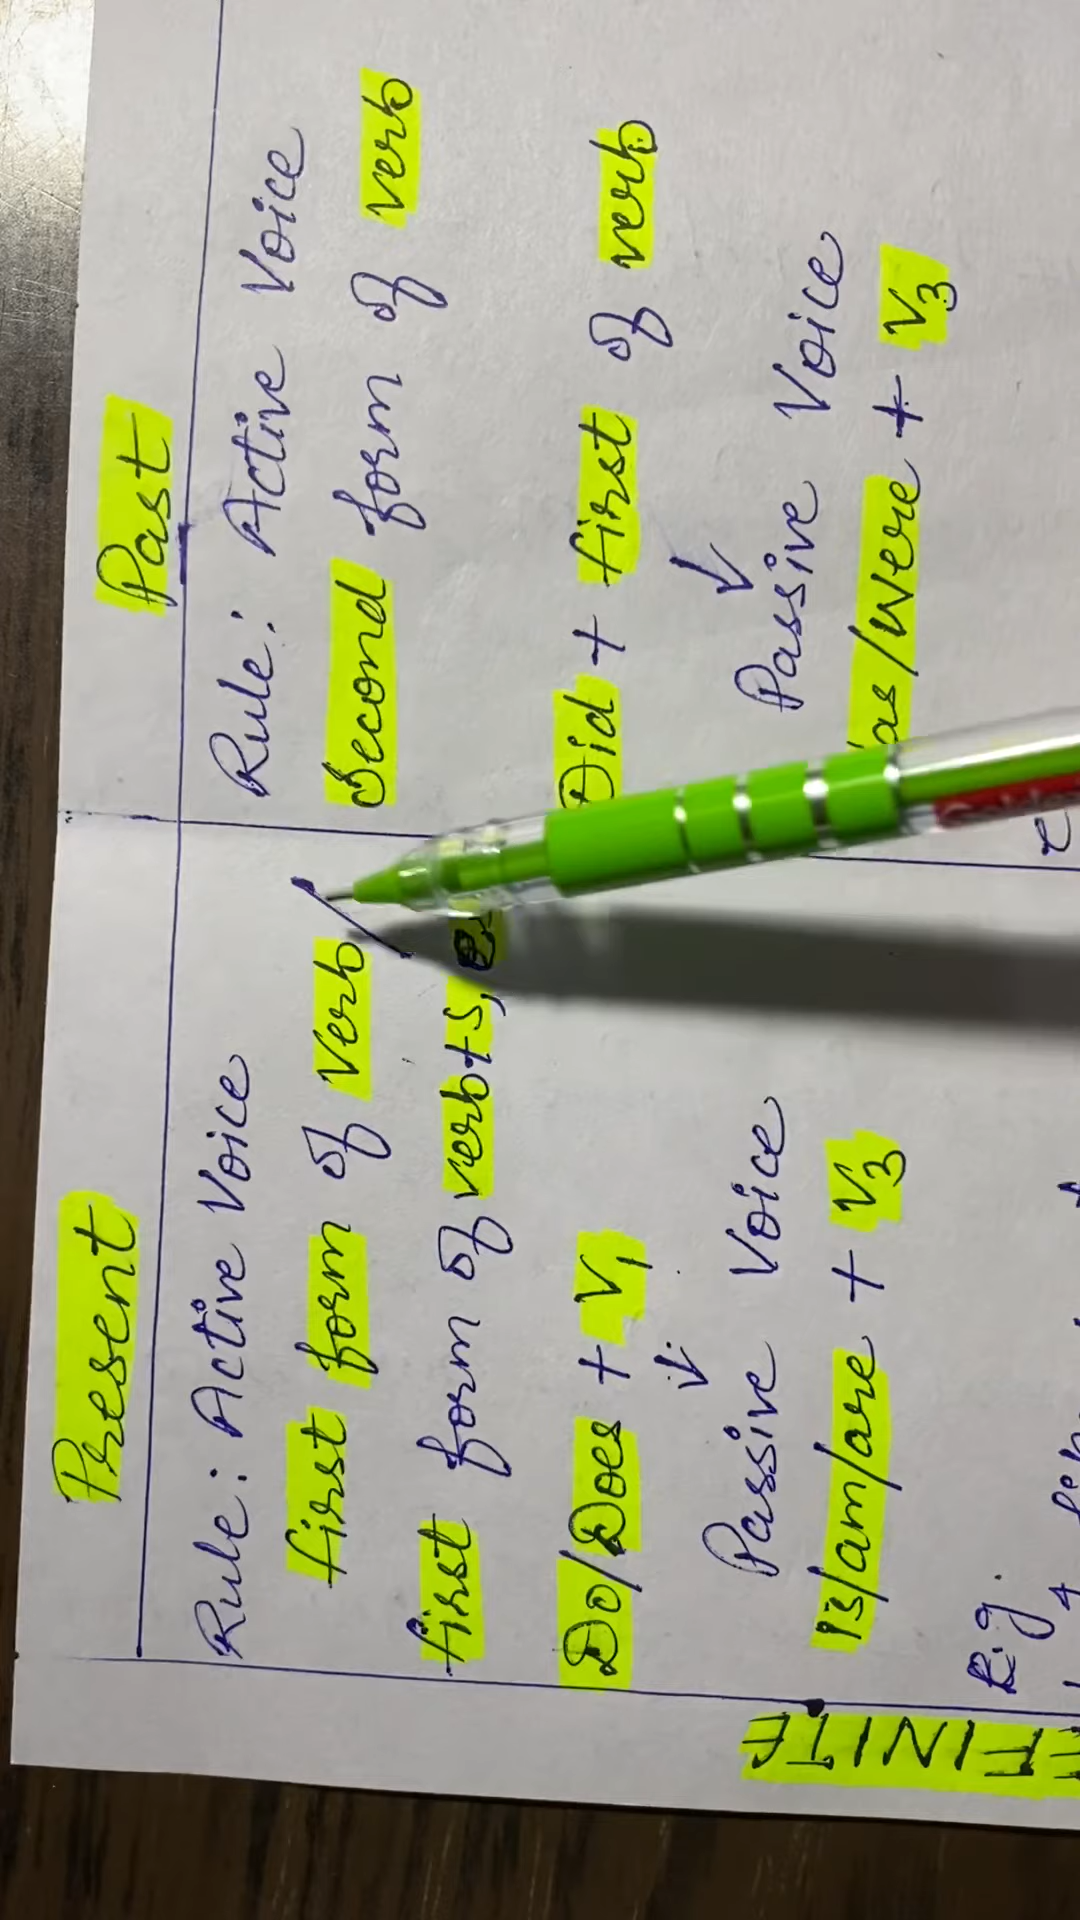 Present
Rule: Active Voice
first form of verb/
first form of verb+s, es
Do/Does + V1
↓
Passive Voice
is/am/are + V3
E.g.
Past
Rule: Active Voice
Second form of verb
Did + first of verb
↓
Passive Voice
as/were + V3
FINITE